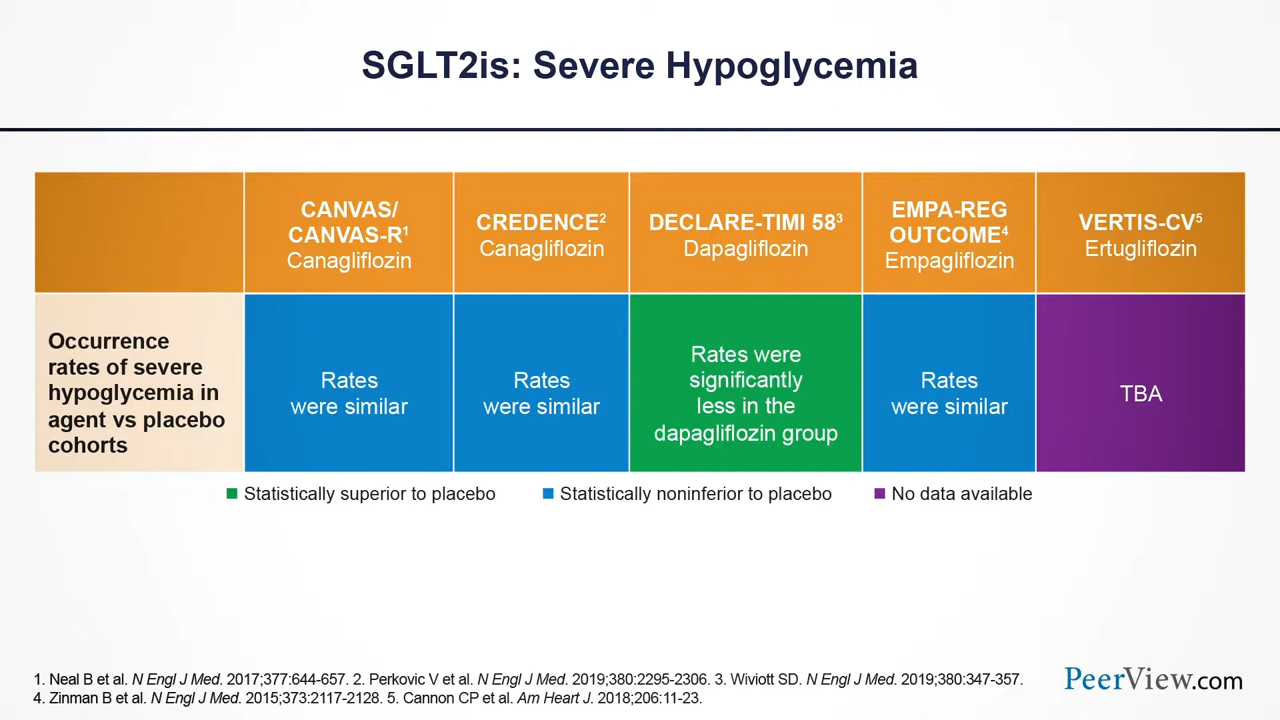 SGLT2is: Severe Hypoglycemia
CANVAS/
CANVAS-R1
Canagliflozin
CREDENCE2
Canagliflozin
DECLARE-TIMI 583
Dapagliflozin
EMPA-REG
OUTCOME4
Empagliflozin
VERTIS-CV5
Ertugliflozin
Occurrence
rates of severe
hypoglycemia in
agent vs placebo
cohorts
Rates
were similar
Rates
were similar
Rates were
significantly
less in the
dapagliflozin group
Rates
were similar
TBA
Statistically superior to placebo
Statistically noninferior to placebo
No data available
1. Neal B et al. N Engl J Med. 2017;377:644-657. 2. Perkovic V et al. N Engl J Med. 2019;380:2295-2306. 3. Wiviott SD. N Engl J Med. 2019;380:347-357.
4. Zinman B et al. N Engl J Med. 2015;373:2117-2128. 5. Cannon CP et al. Am Heart J. 2018;206:11-23.
PeerView.com